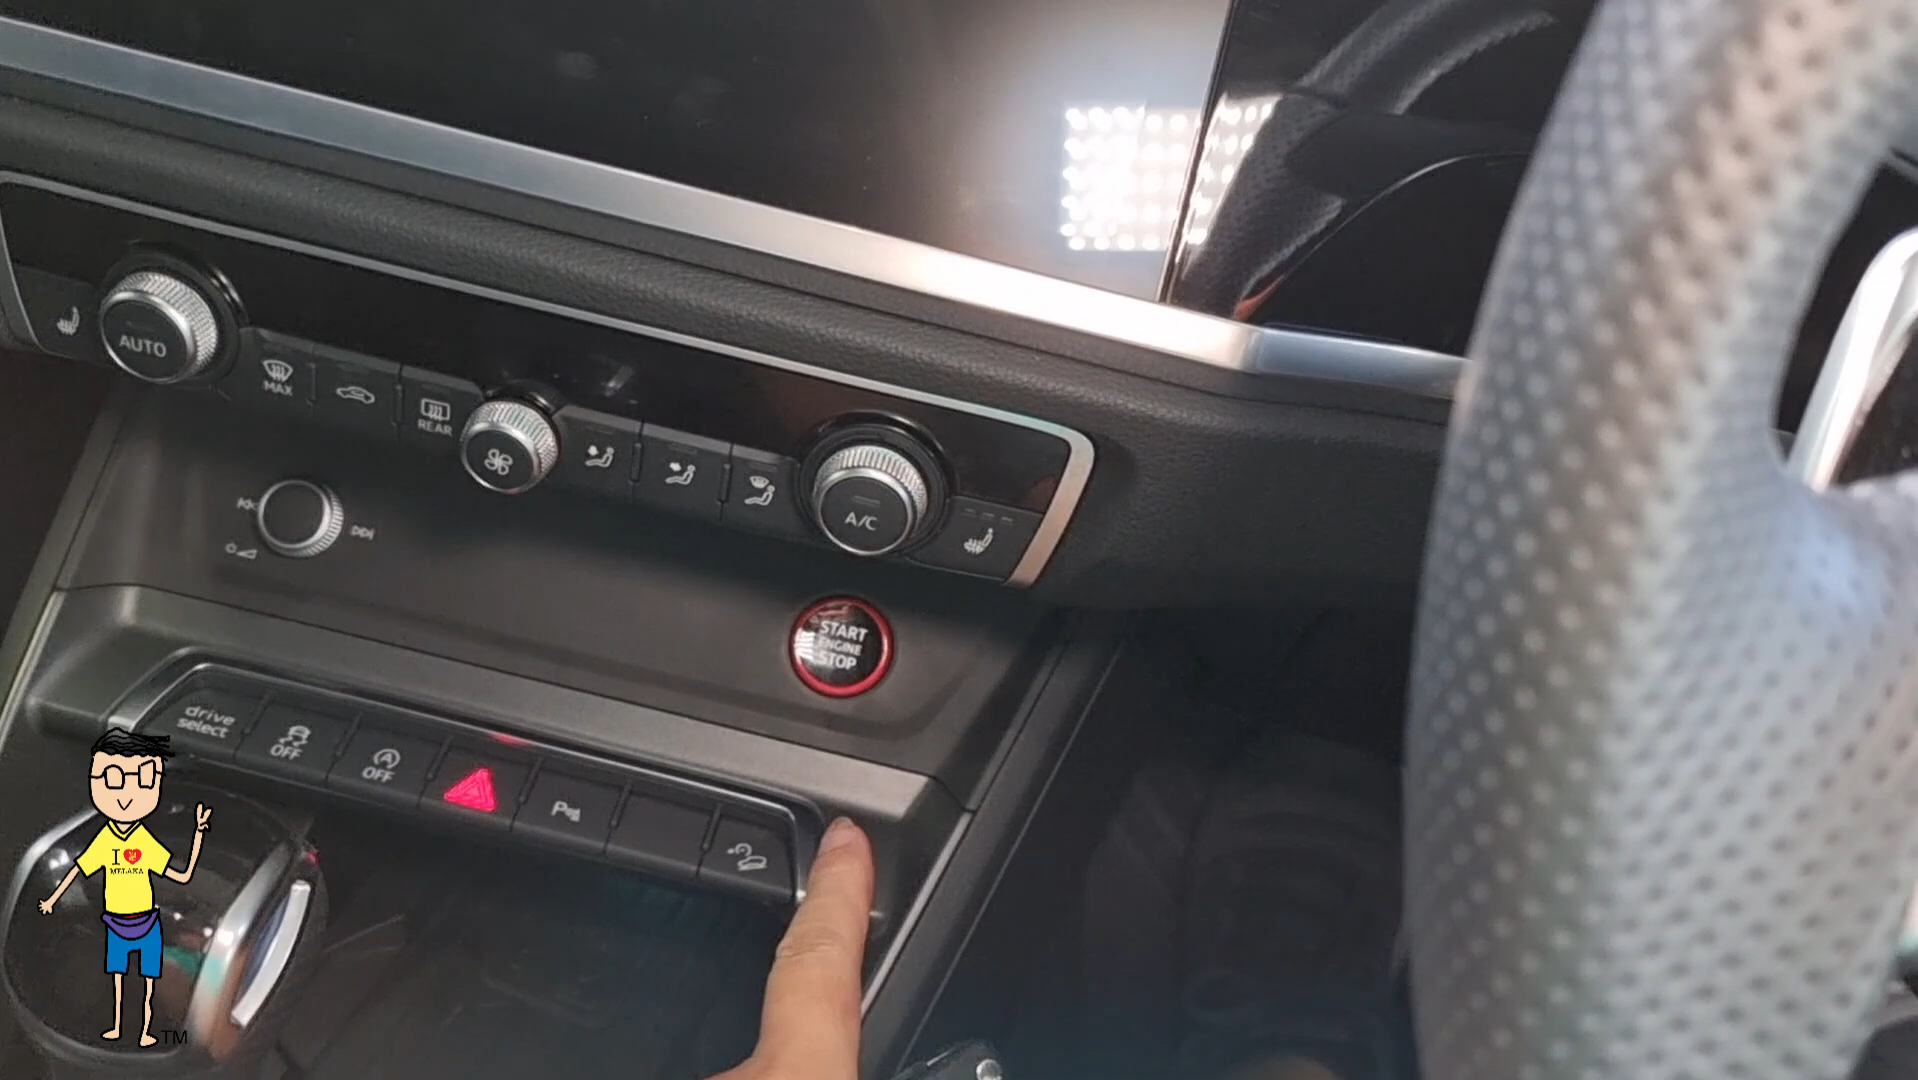 AUTO
MAX
REAR
A/C
START
ENGINE
STOP
drive
select
OFF
A
OFF
P
I
MELAKA
TM